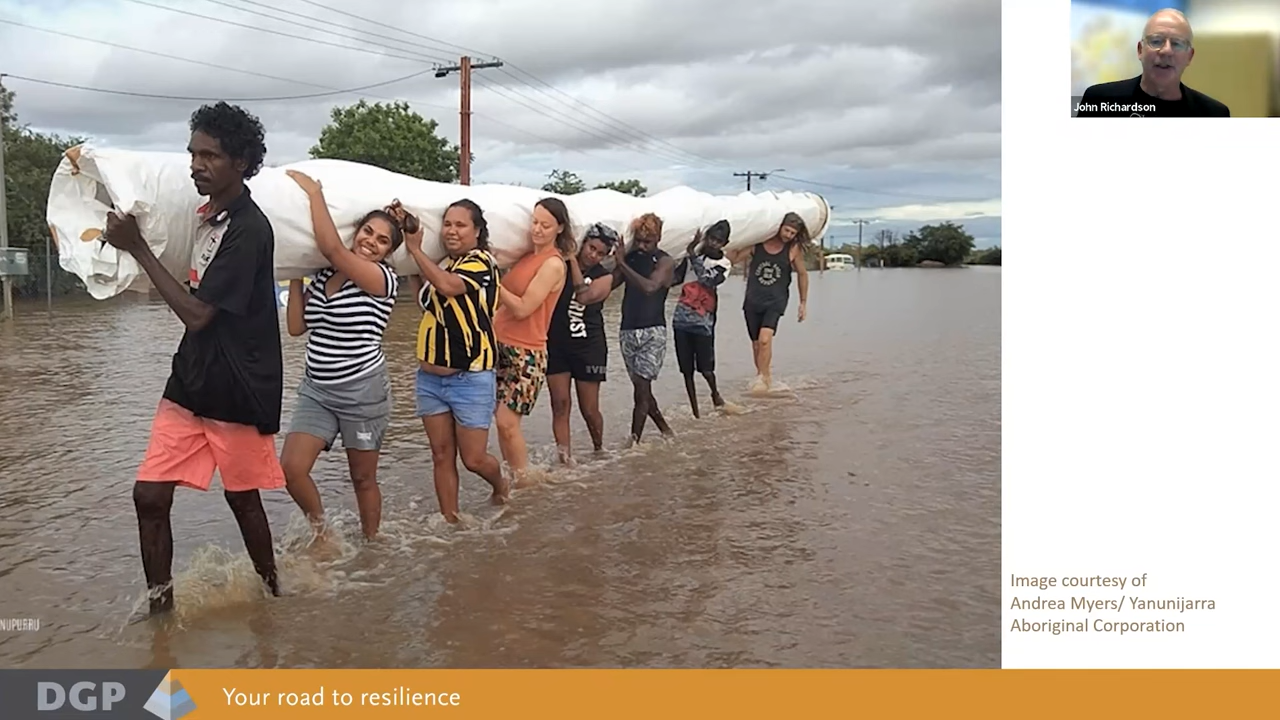 John Richardson
Image courtesy of
Andrea Myers/ Yanunijarra
Aboriginal Corporation
DGP
Your road to resilience